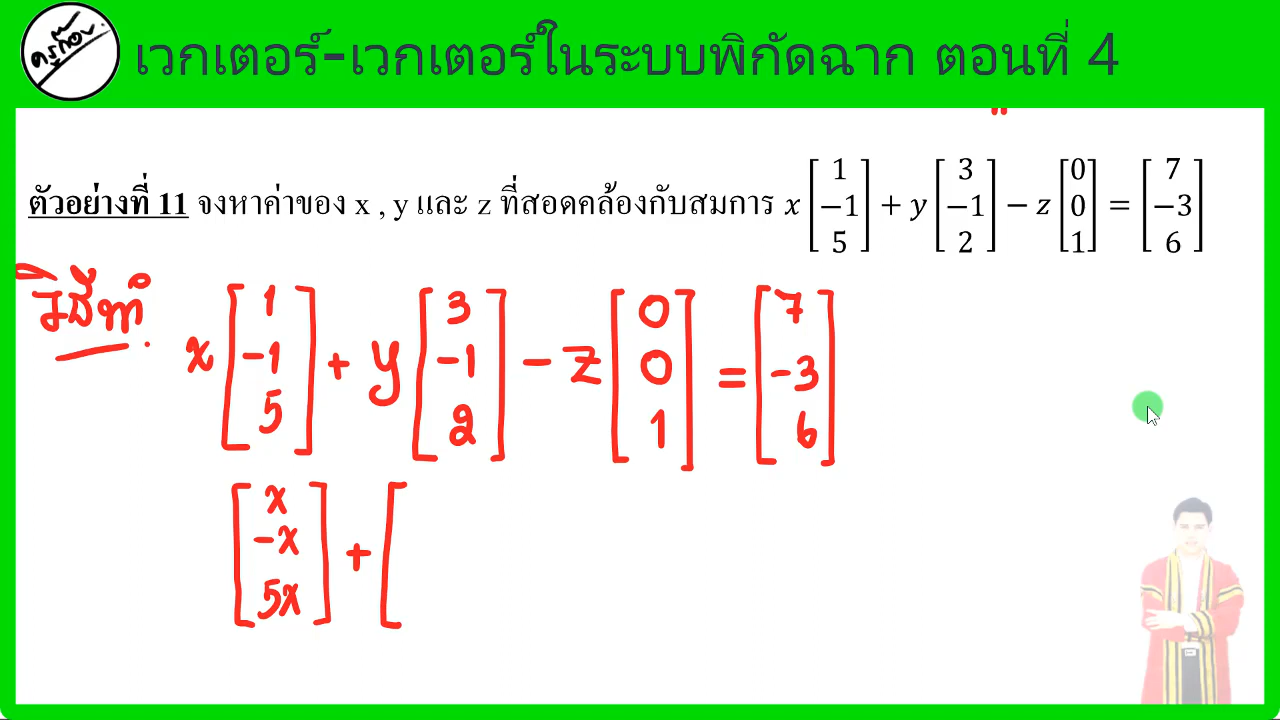 ครูก๊อบ.
เวกเตอร์-เวกเตอร์ในระบบพิกัดฉาก ตอนที่ 4
ตัวอย่างที่ 11 จงหาค่าของ x , y และ z ที่สอดคล้องกับสมการ x [1 -1 5] + y [3 -1 2] − z [0 0 1] = [7 −3 6]
วิธีทำ x [1 -1 5] + y [3 -1 2] - z [0 0 1] = [7 -3 6]
[x -x 5x] + [